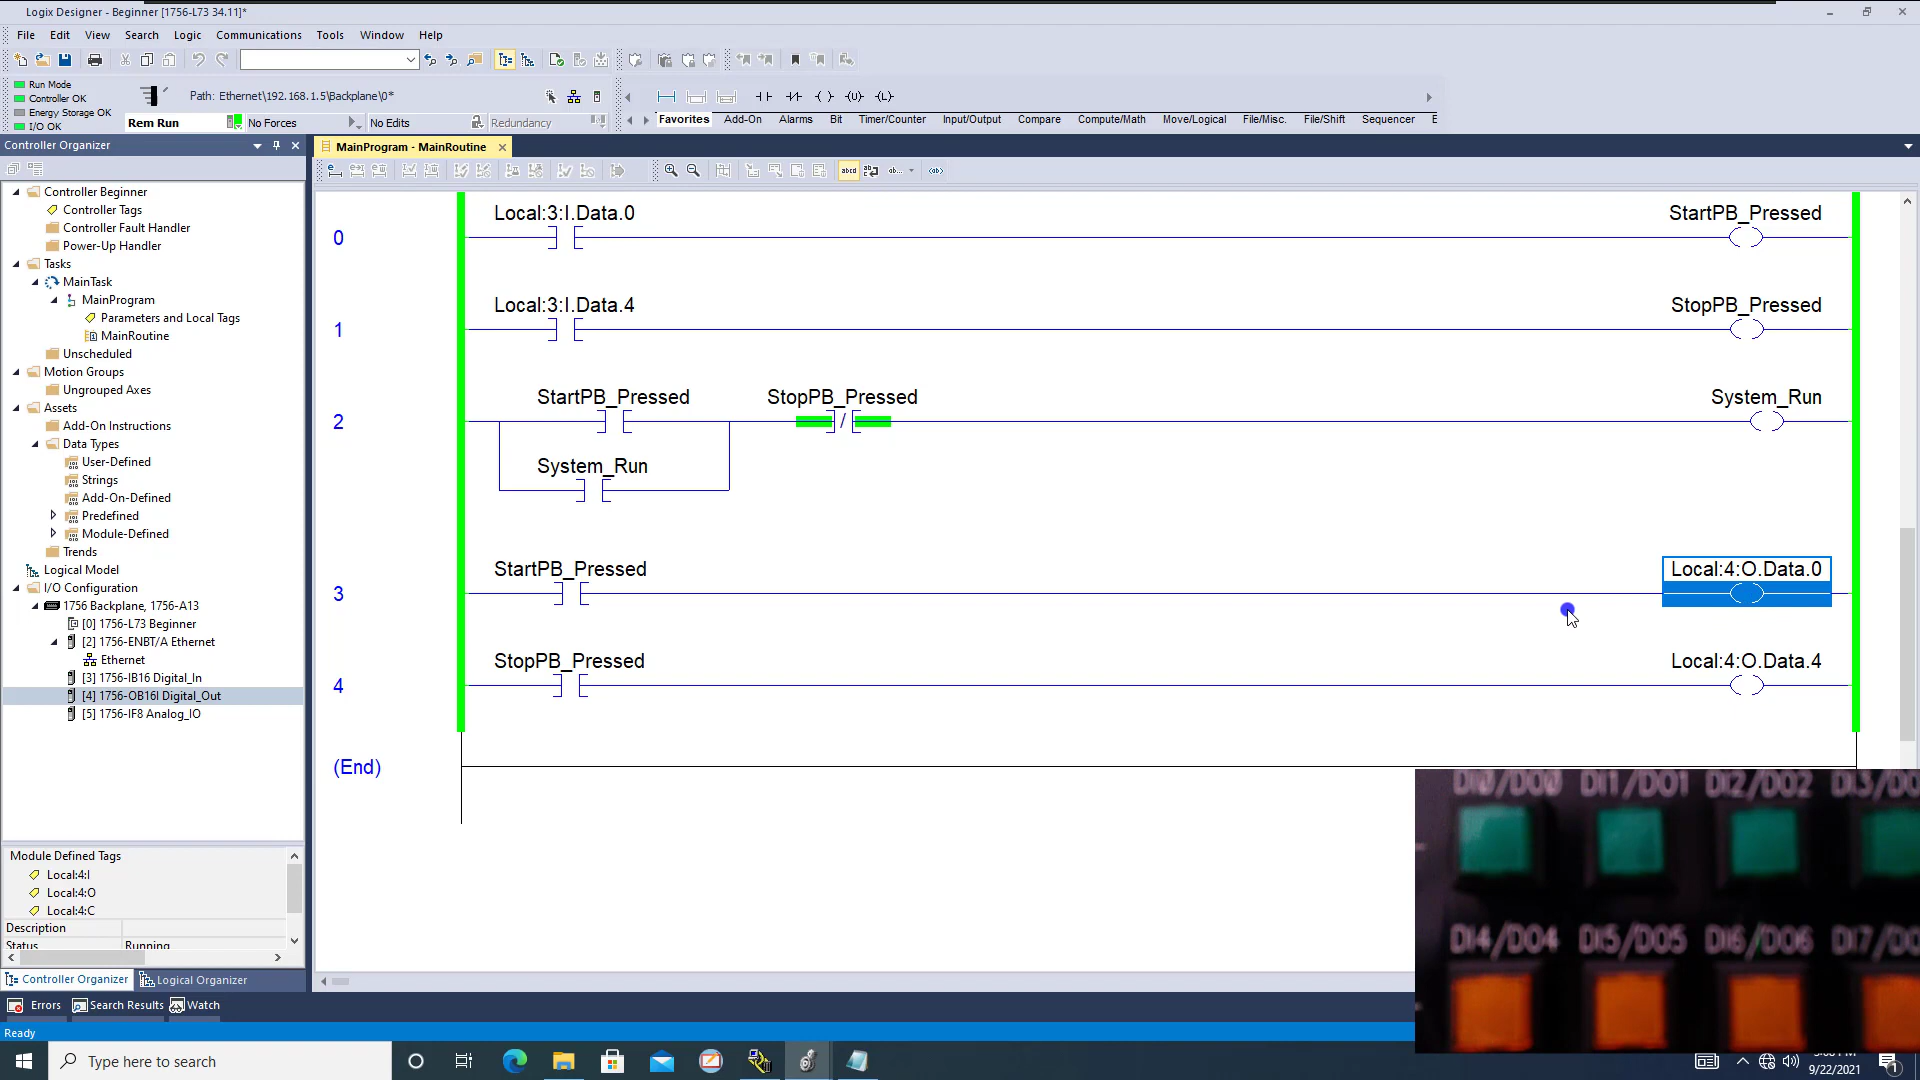 Logix Designer - Beginner [1756-L73 34.11]*
File Edit View Search Logic Communications Tools Window Help
Run Mode
Controller OK
Energy Storage OK
I/O OK
Path: Ethernet\192.168.1.5\Backplane\0*
Rem Run
No Forces
No Edits
Redundancy
Favorites Add-On Alarms Bit Timer/Counter Input/Output Compare Compute/Math Move/Logical File/Misc. File/Shift Sequencer E
Controller Organizer
Controller Beginner
Controller Tags
Controller Fault Handler
Power-Up Handler
Tasks
MainTask
MainProgram
Parameters and Local Tags
MainRoutine
Unscheduled
Motion Groups
Ungrouped Axes
Assets
Add-On Instructions
Data Types
User-Defined
Strings
Add-On-Defined
Predefined
Module-Defined
Trends
Logical Model
I/O Configuration
1756 Backplane, 1756-A13
[0] 1756-L73 Beginner
[2] 1756-ENBT/A Ethernet
Ethernet
[3] 1756-IB16 Digital_In
[4] 1756-OB16I Digital_Out
[5] 1756-IF8 Analog_IO
Module Defined Tags
Local:4:I
Local:4:O
Local:4:C
Description
Status Running
Controller Organizer Logical Organizer
MainProgram - MainRoutine
abcd
ab...
0
Local:3:I.Data.0
StartPB_Pressed
1
Local:3:I.Data.4
StopPB_Pressed
2
StartPB_Pressed
StopPB_Pressed
System_Run
System_Run
3
StartPB_Pressed
Local:4:O.Data.0
4
StopPB_Pressed
Local:4:O.Data.4
(End)
DI0/DO0 DI1/DO1 DI2/DO2
DI4/DO4 DI5/DO5 DI6/DO6
Errors Search Results Watch
Ready
Type here to search
9/22/2021
1